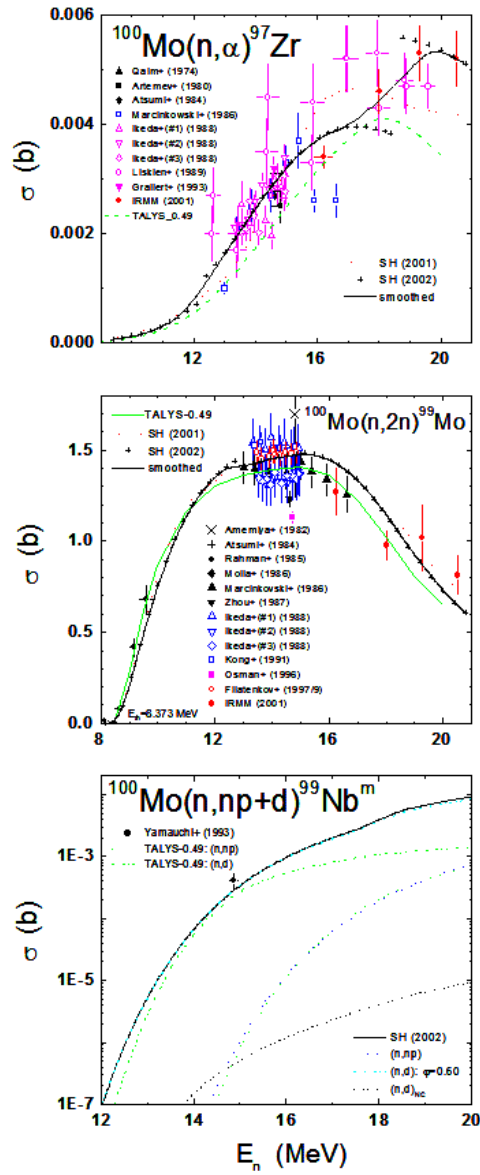 0.006
¹⁰⁰Mo(n,α)⁹⁷Zr
Qaim+ (1974)
Artemev+ (1980)
Atsumi+ (1984)
Marcinkowski+ (1986)
Ikeda+(#1) (1988)
Ikeda+(#2) (1988)
Ikeda+(#3) (1988)
Liskien+ (1989)
Grallert+ (1993)
IRMM (2001)
TALYS_0.49
SH (2001)
SH (2002)
smoothed
0.004
σ (b)
0.002
0.000
12 16 20
¹⁰⁰Mo(n,2n)⁹⁹Mo
TALYS-0.49
SH (2001)
SH (2002)
smoothed
1.5
σ (b)
1.0
0.5
0.0
Amemiya+ (1982)
Atsumi+ (1984)
Rahman+ (1985)
Molla+ (1986)
Marcinkovski+ (1986)
Zhou+ (1987)
Ikeda+(#1) (1988)
Ikeda+(#2) (1988)
Ikeda+(#3) (1988)
Kong+ (1991)
Osman+ (1996)
Filatenkov+ (1997/9)
IRMM (2001)
Eₜₕ=8.373 MeV
8 12 16 20
¹⁰⁰Mo(n,np+d)⁹⁹Nbᵐ
Yamauchi+ (1993)
TALYS-0.49: (n,np)
TALYS-0.49: (n,d)
1E-3
σ (b)
1E-5
1E-7
SH (2002)
(n,np)
(n,d): φ=0.60
(n,d)NC
12 14 16 18 20
Eₙ (MeV)